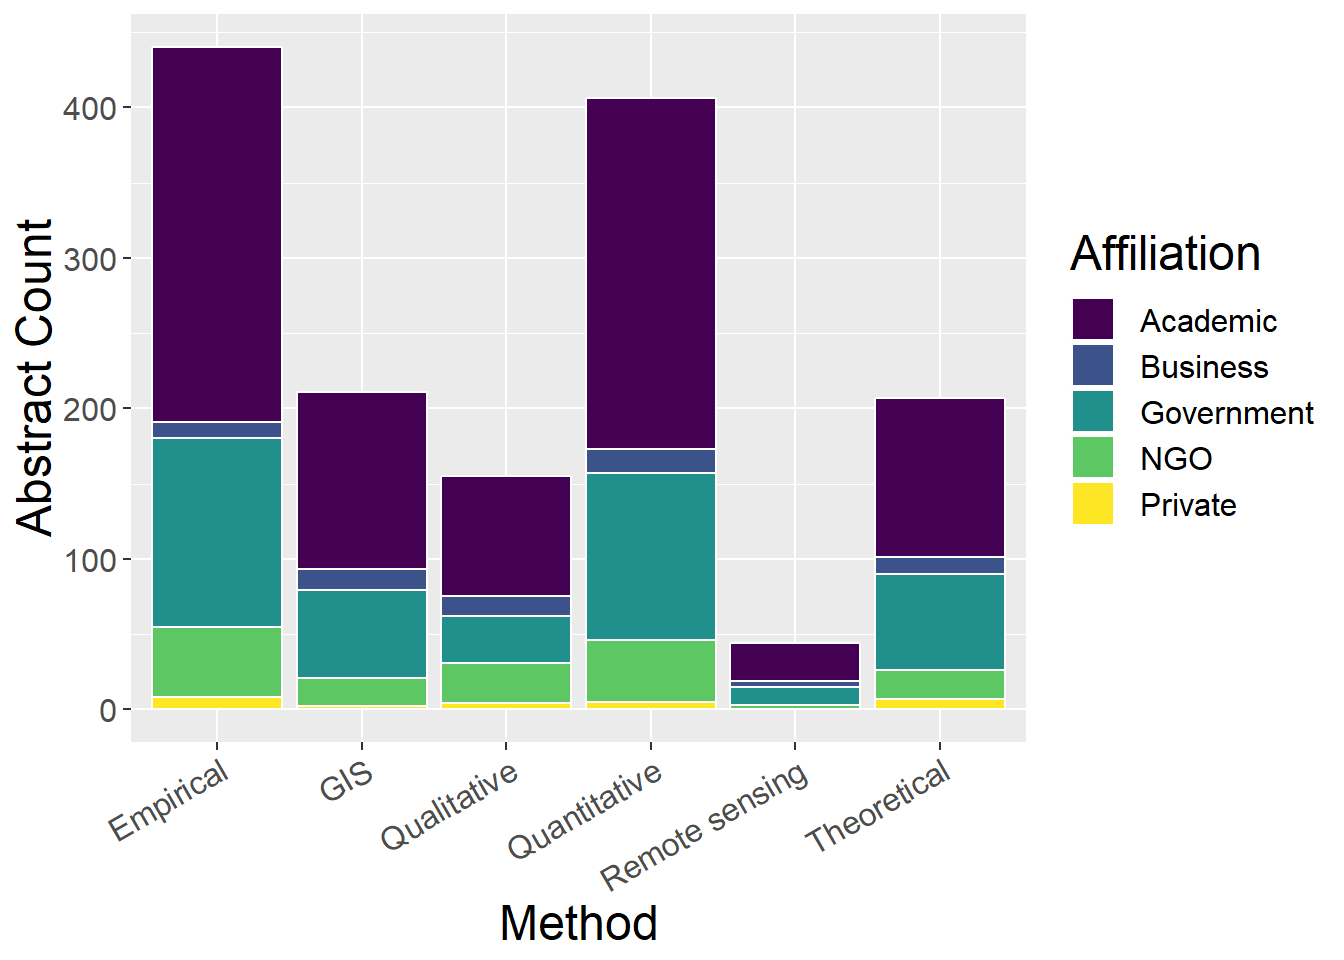 400
300
200
100
0
Abstract Count
Empirical
GIS
Qualitative
Quantitative
Remote sensing
Theoretical
Method
Affiliation
Academic
Business
Government
NGO
Private